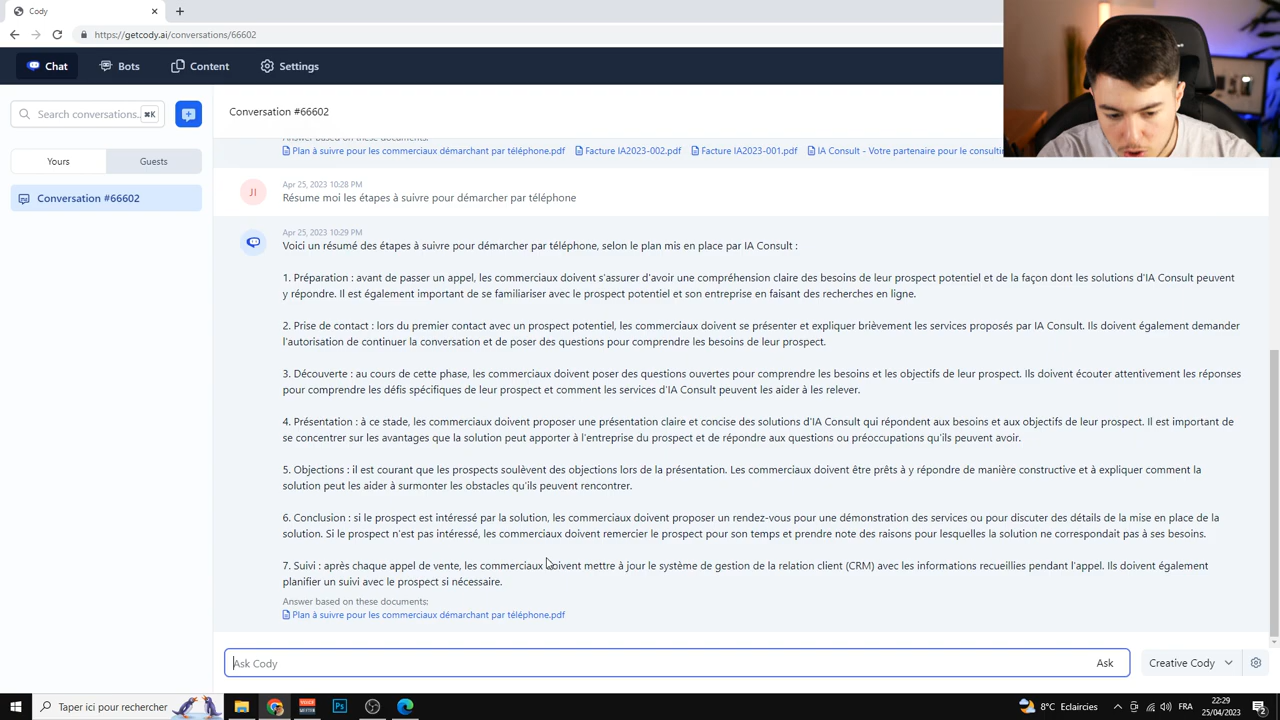 Cody
https://getcody.ai/conversations/66602
Chat
Bots
Content
Settings
Search conversations..
⌘K
Yours
Guests
Conversation #66602
Conversation #66602
Answer based on these documents:
Plan à suivre pour les commerciaux démarchant par téléphone.pdf
Facture IA2023-002.pdf
Facture IA2023-001.pdf
IA Consult - Votre partenaire pour le
JI
Apr 25, 2023 10:28 PM
Résume moi les étapes à suivre pour démarcher par téléphone
Apr 25, 2023 10:29 PM
Voici un résumé des étapes à suivre pour démarcher par téléphone, selon le plan mis en place par IA Consult :
1. Préparation : avant de passer un appel, les commerciaux doivent s'assurer d'avoir une compréhension claire des besoins de leur prospect potentiel et de la façon dont les solutions d'IA Consult peuvent
y répondre. Il est également important de se familiariser avec le prospect potentiel et son entreprise en faisant des recherches en ligne.
2. Prise de contact : lors du premier contact avec un prospect potentiel, les commerciaux doivent se présenter et expliquer brièvement les services proposés par IA Consult. Ils doivent également demander
l'autorisation de continuer la conversation et de poser des questions pour comprendre les besoins de leur prospect.
3. Découverte : au cours de cette phase, les commerciaux doivent poser des questions ouvertes pour comprendre les besoins et les objectifs de leur prospect. Ils doivent écouter attentivement les réponses
pour comprendre les défis spécifiques de leur prospect et comment les services d'IA Consult peuvent les aider à les relever.
4. Présentation : à ce stade, les commerciaux doivent proposer une présentation claire et concise des solutions d'IA Consult qui répondent aux besoins et aux objectifs de leur prospect. Il est important de
se concentrer sur les avantages que la solution peut apporter à l'entreprise du prospect et de répondre aux questions ou préoccupations qu'ils peuvent avoir.
5. Objections : il est courant que les prospects soulèvent des objections lors de la présentation. Les commerciaux doivent être prêts à y répondre de manière constructive et à expliquer comment la
solution peut les aider à surmonter les obstacles qu'ils peuvent rencontrer.
6. Conclusion : si le prospect est intéressé par la solution, les commerciaux doivent proposer un rendez-vous pour une démonstration des services ou pour discuter des détails de la mise en place de la
solution. Si le prospect n'est pas intéressé, les commerciaux doivent remercier le prospect pour son temps et prendre note des raisons pour lesquelles la solution ne correspondait pas à ses besoins.
7. Suivi : après chaque appel de vente, les commerciaux doivent mettre à jour le système de gestion de la relation client (CRM) avec les informations recueillies pendant l'appel. Ils doivent également
planifier un suivi avec le prospect si nécessaire.
Answer based on these documents:
Plan à suivre pour les commerciaux démarchant par téléphone.pdf
Ask Cody
Ask
Creative Cody
Taper ici pour rechercher
Ps
8°C Eclaircies
FRA
22:29
25/04/2023
2